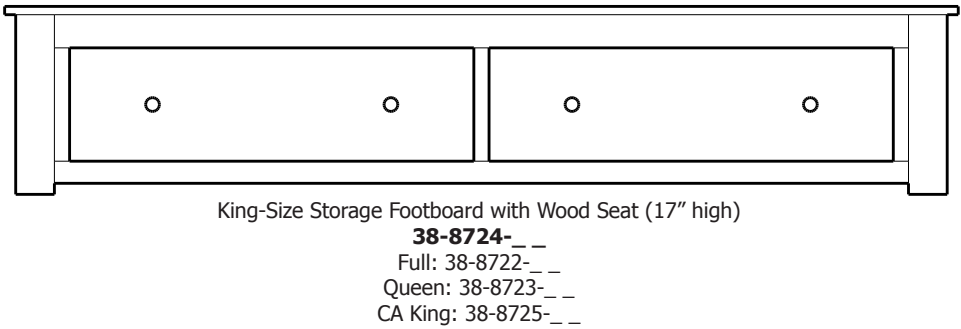 King-Size Storage Footboard with Wood Seat (17” high)
38-8724-_ _
Full: 38-8722-_ _
Queen: 38-8723-_ _
CA King: 38-8725-_ _